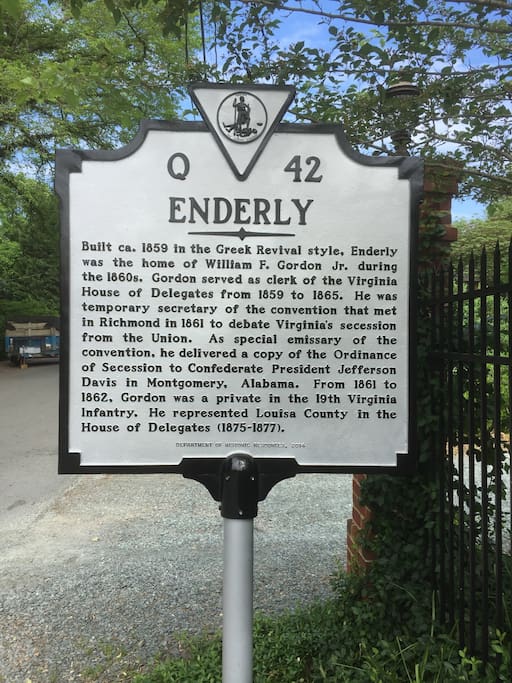 Q 42
ENDERLY
Built ca. 1859 in the Greek Revival style, Enderly
was the home of William F. Gordon Jr. during
the 1860s. Gordon served as clerk of the Virginia
House of Delegates from 1859 to 1865. He was
temporary secretary of the convention that met
in Richmond in 1861 to debate Virginia's secession
from the Union. As special emissary of the
convention, he delivered a copy of the Ordinance
of Secession to Confederate President Jefferson
Davis in Montgomery, Alabama. From 1861 to
1862, Gordon was a private in the 19th Virginia
Infantry. He represented Louisa County in the
House of Delegates (1875-1877).
DEPARTMENT OF HISTORIC RESOURCES, 2014